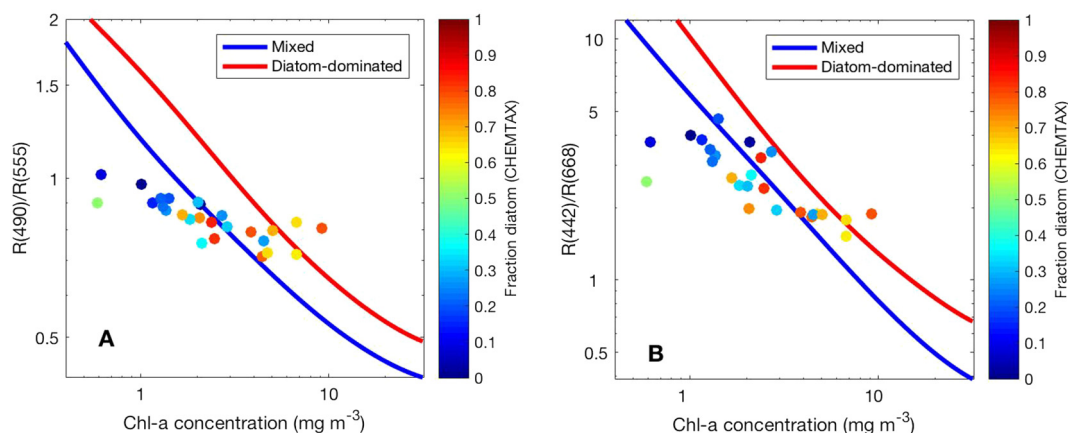 2
1.5
1
0.5
R(490)/R(555)
1
10
Chl-a concentration (mg m⁻³)
Mixed
Diatom-dominated
A
1
0.9
0.8
0.7
0.6
0.5
0.4
0.3
0.2
0.1
0
Fraction diatom (CHEMTAX)
10
5
1
0.5
R(442)/R(668)
1
10
Chl-a concentration (mg m⁻³)
Mixed
Diatom-dominated
B
1
0.9
0.8
0.7
0.6
0.5
0.4
0.3
0.2
0.1
0
Fraction diatom (CHEMTAX)